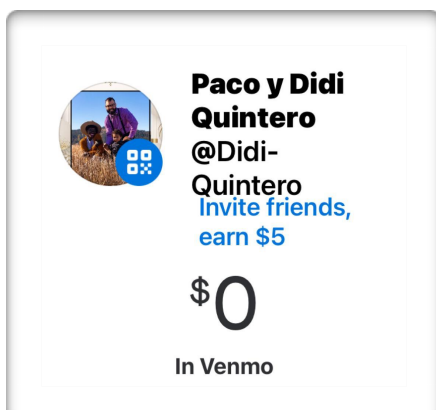 Paco y Didi
Quintero
@Didi-
Quintero
Invite friends,
earn $5
$0
In Venmo